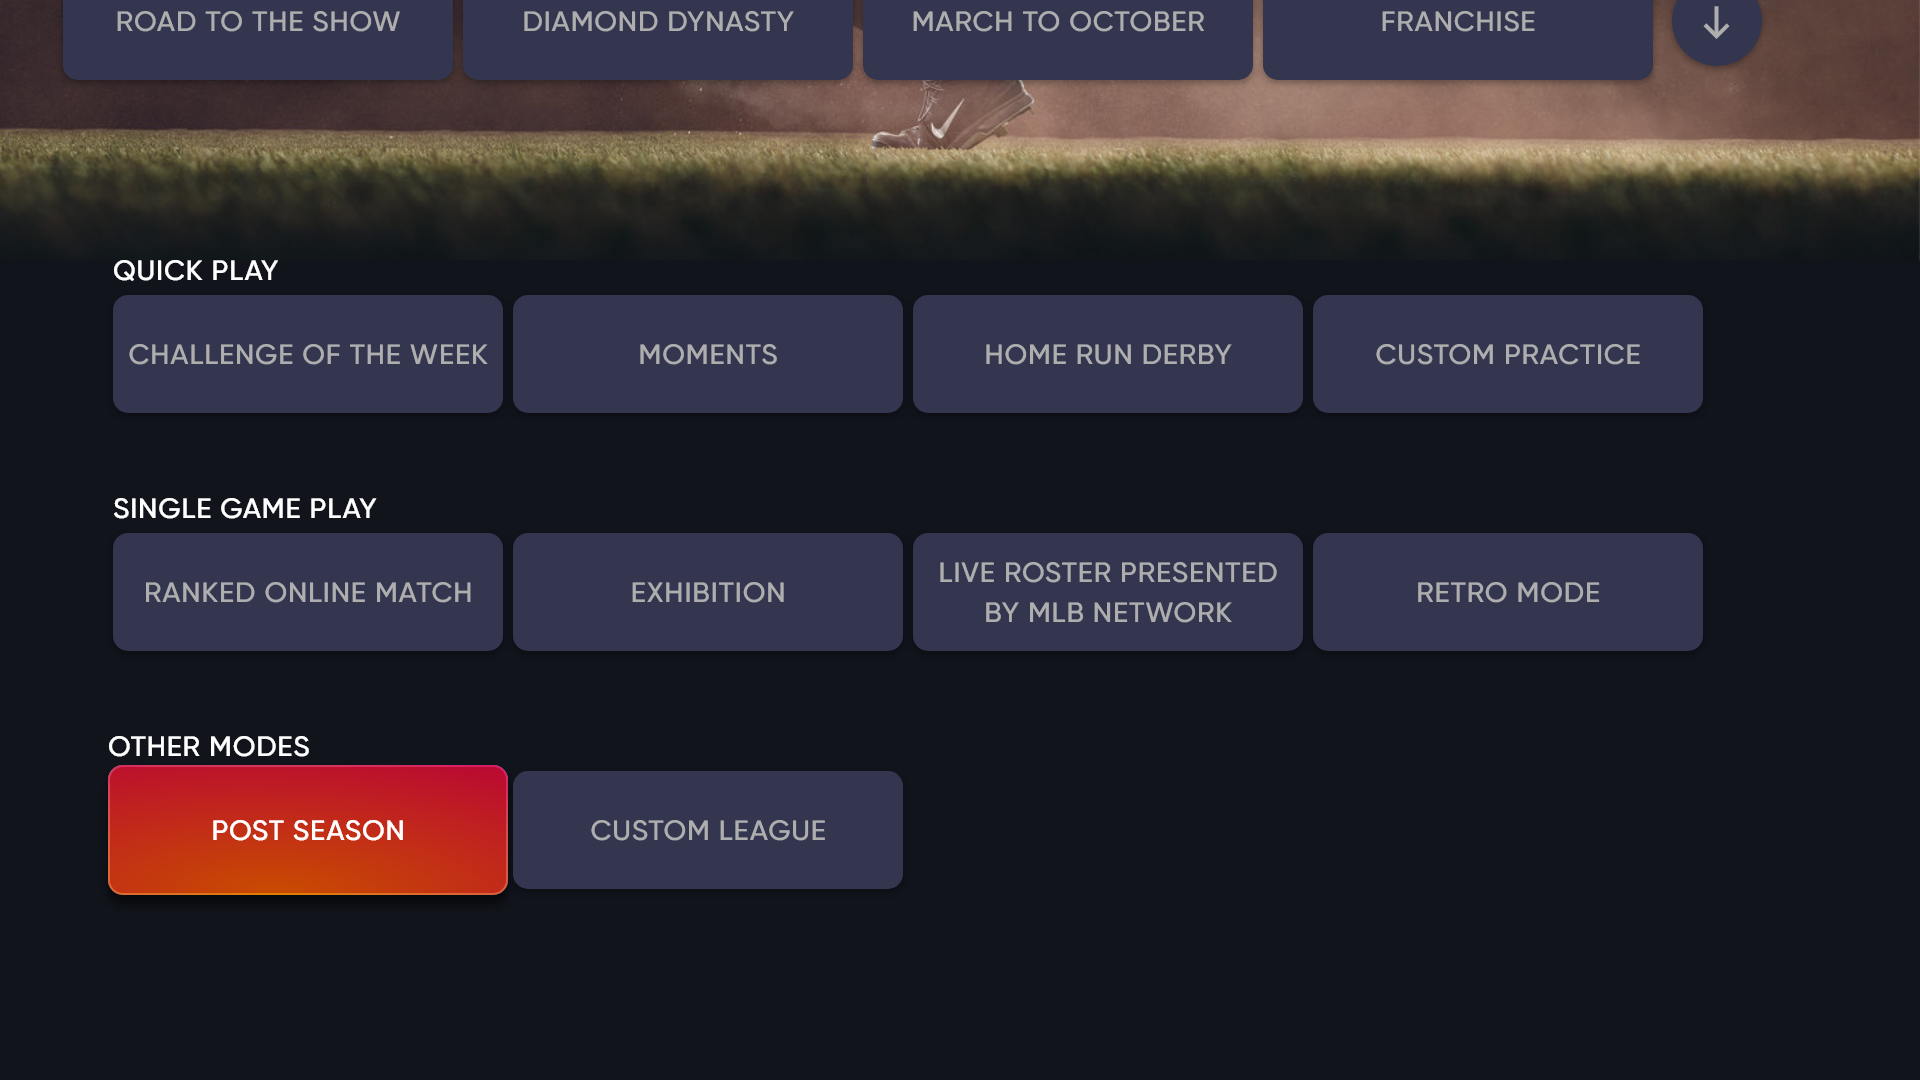 ROAD TO THE SHOW
DIAMOND DYNASTY
MARCH TO OCTOBER
FRANCHISE
QUICK PLAY
CHALLENGE OF THE WEEK
MOMENTS
HOME RUN DERBY
CUSTOM PRACTICE
SINGLE GAME PLAY
RANKED ONLINE MATCH
EXHIBITION
LIVE ROSTER PRESENTED
BY MLB NETWORK
RETRO MODE
OTHER MODES
POST SEASON
CUSTOM LEAGUE